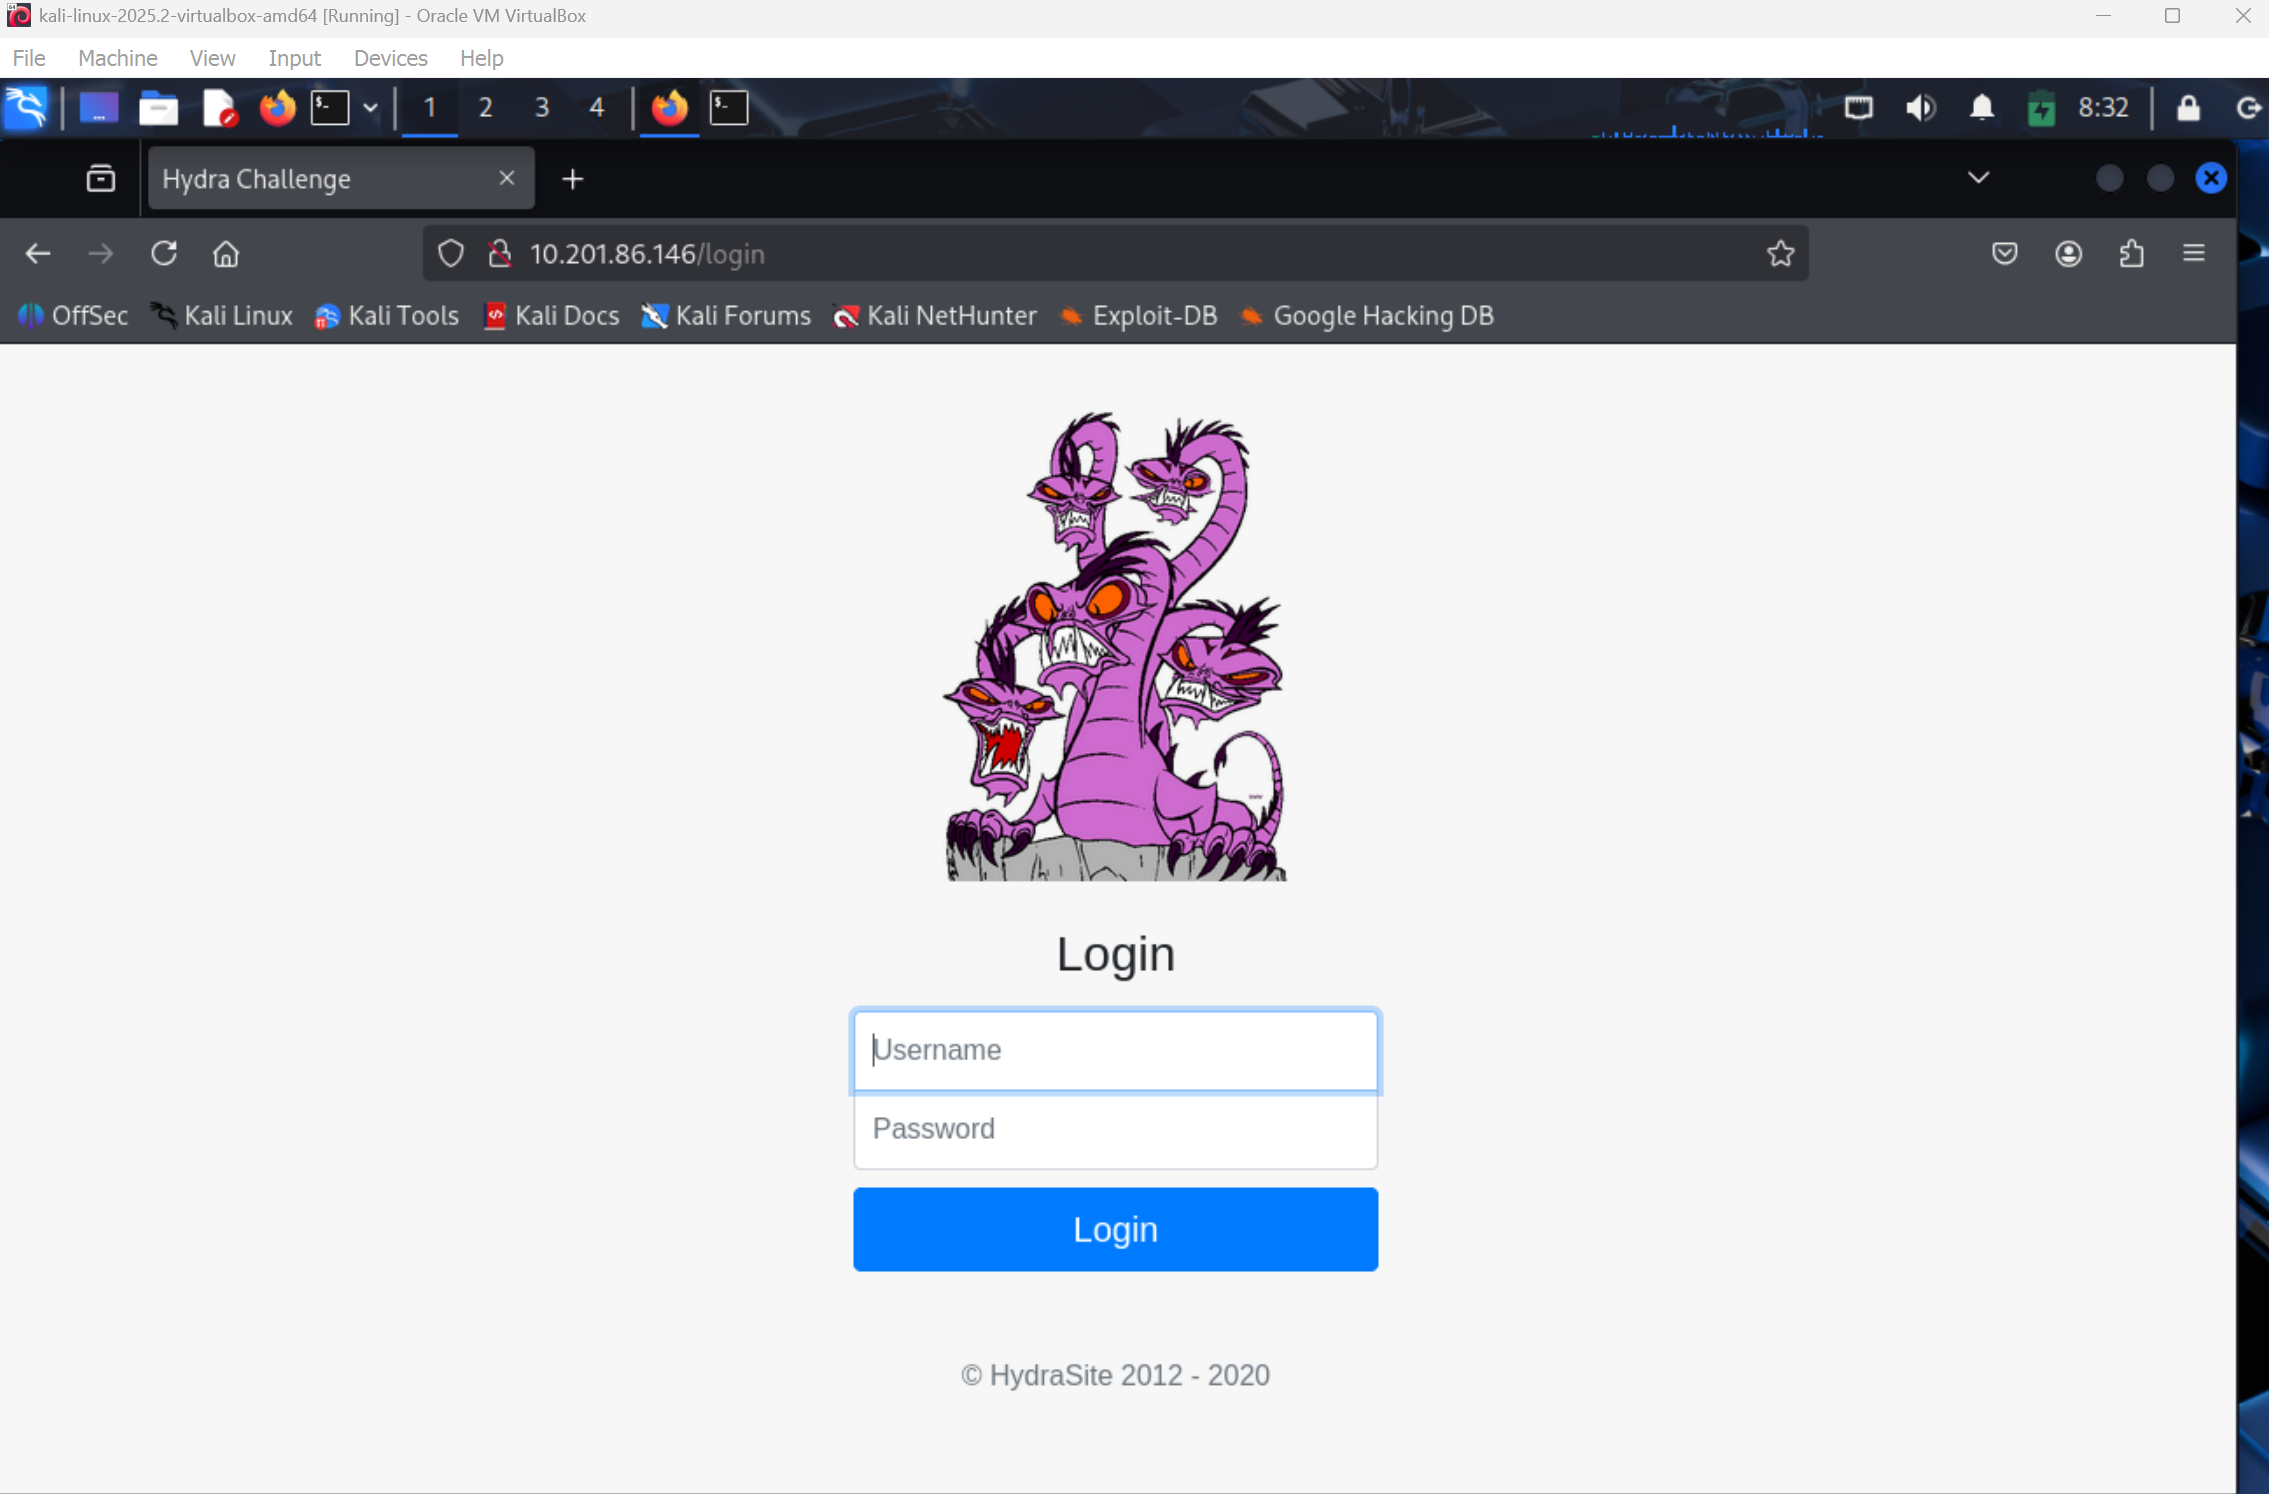 kali-linux-2025.2-virtualbox-amd64 [Running] - Oracle VM VirtualBox
File Machine View Input Devices Help
1 2 3 4 8:32
Hydra Challenge
10.201.86.146/login
OffSec Kali Linux Kali Tools Kali Docs Kali Forums Kali NetHunter Exploit-DB Google Hacking DB
Login
Username
Password
Login
© HydraSite 2012 - 2020